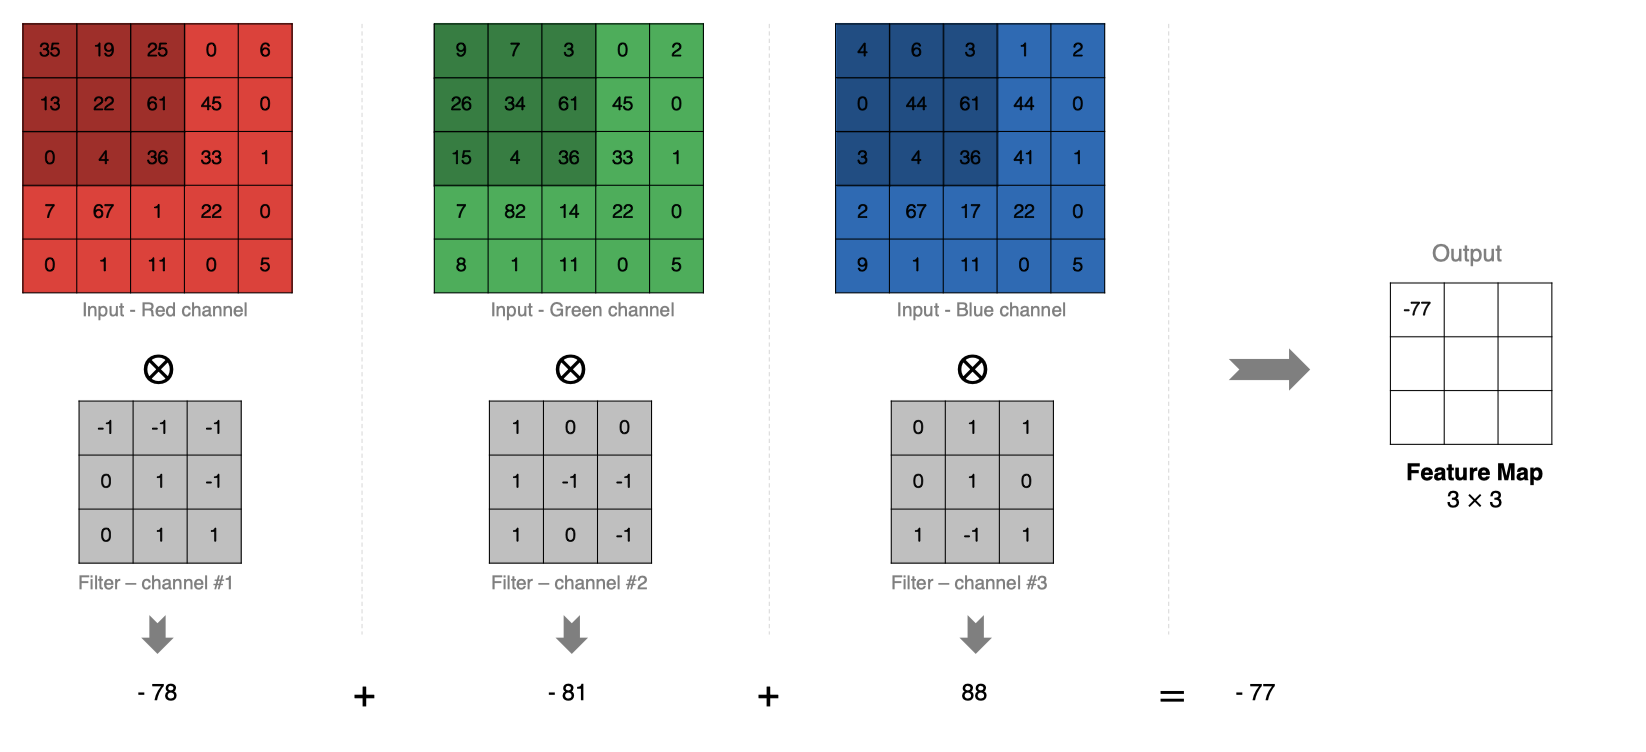 35 19 25 0 6
13 22 61 45 0
0 4 36 33 1
7 67 1 22 0
0 1 11 0 5
Input - Red channel
9 7 3 0 2
26 34 61 45 0
15 4 36 33 1
7 82 14 22 0
8 1 11 0 5
Input - Green channel
4 6 3 1 2
0 44 61 44 0
3 4 36 41 1
2 67 17 22 0
9 1 11 0 5
Input - Blue channel
-1 -1 -1
0 1 -1
0 1 1
Filter – channel #1
1 0 0
1 -1 -1
1 0 -1
Filter – channel #2
0 1 1
0 1 0
1 -1 1
Filter – channel #3
- 78 + - 81 + 88 = - 77
Output
-77
Feature Map
3 × 3